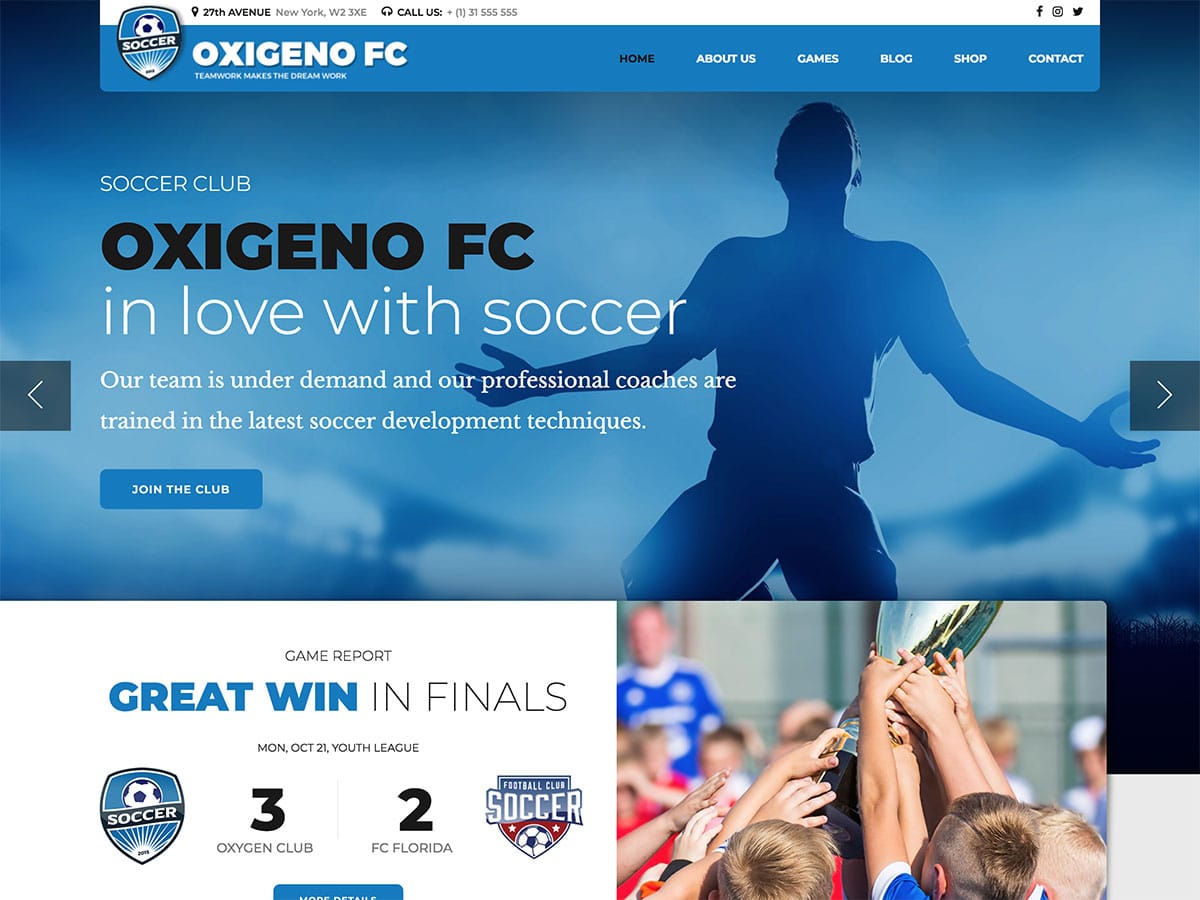 27th AVENUE New York, W2 3XE CALL US: + (1) 31 555 555
SOCCER
OXIGENO FC
TEAMWORK MAKES THE DREAM WORK
HOME ABOUT US GAMES BLOG SHOP CONTACT
SOCCER CLUB
OXIGENO FC
in love with soccer
Our team is under demand and our professional coaches are
trained in the latest soccer development techniques.
JOIN THE CLUB
GAME REPORT
GREAT WIN IN FINALS
MON, OCT 21, YOUTH LEAGUE
SOCCER
3
OXYGEN CLUB
2
FC FLORIDA
FOOTBALL CLUB
SOCCER
MORE DETAILS